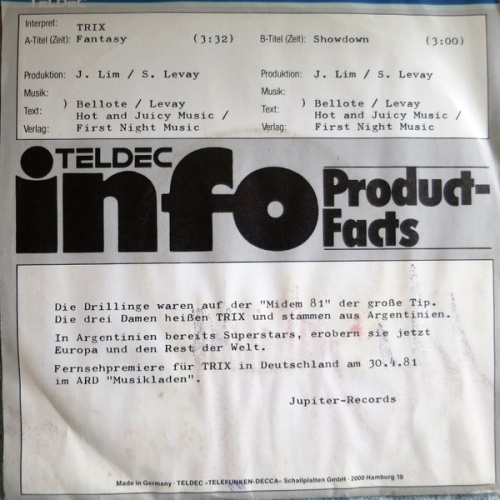 TELDEC
Interpret: TRIX
A-Titel (Zeit): Fantasy (3:32) B-Titel (Zeit): Showdown (3:00)
Produktion: J. Lim / S. Levay Produktion: J. Lim / S. Levay
Musik: Musik:
Text: ) Bellote / Levay Text: ) Bellote / Levay
Hot and Juicy Music / Hot and Juicy Music /
Verlag: First Night Music Verlag: First Night Music
TELDEC
info Product-
Facts
Die Drillinge waren auf der "Midem 81" der große Tip.
Die drei Damen heißen TRIX und stammen aus Argentinien.
In Argentinien bereits Superstars, erobern sie jetzt
Europa und den Rest der Welt.
Fernsehpremiere für TRIX in Deutschland am 30.4.81
im ARD "Musikladen".
Jupiter-Records
Made in Germany · TELDEC »TELEFUNKEN-DECCA« Schallplatten GmbH · 2000 Hamburg 19